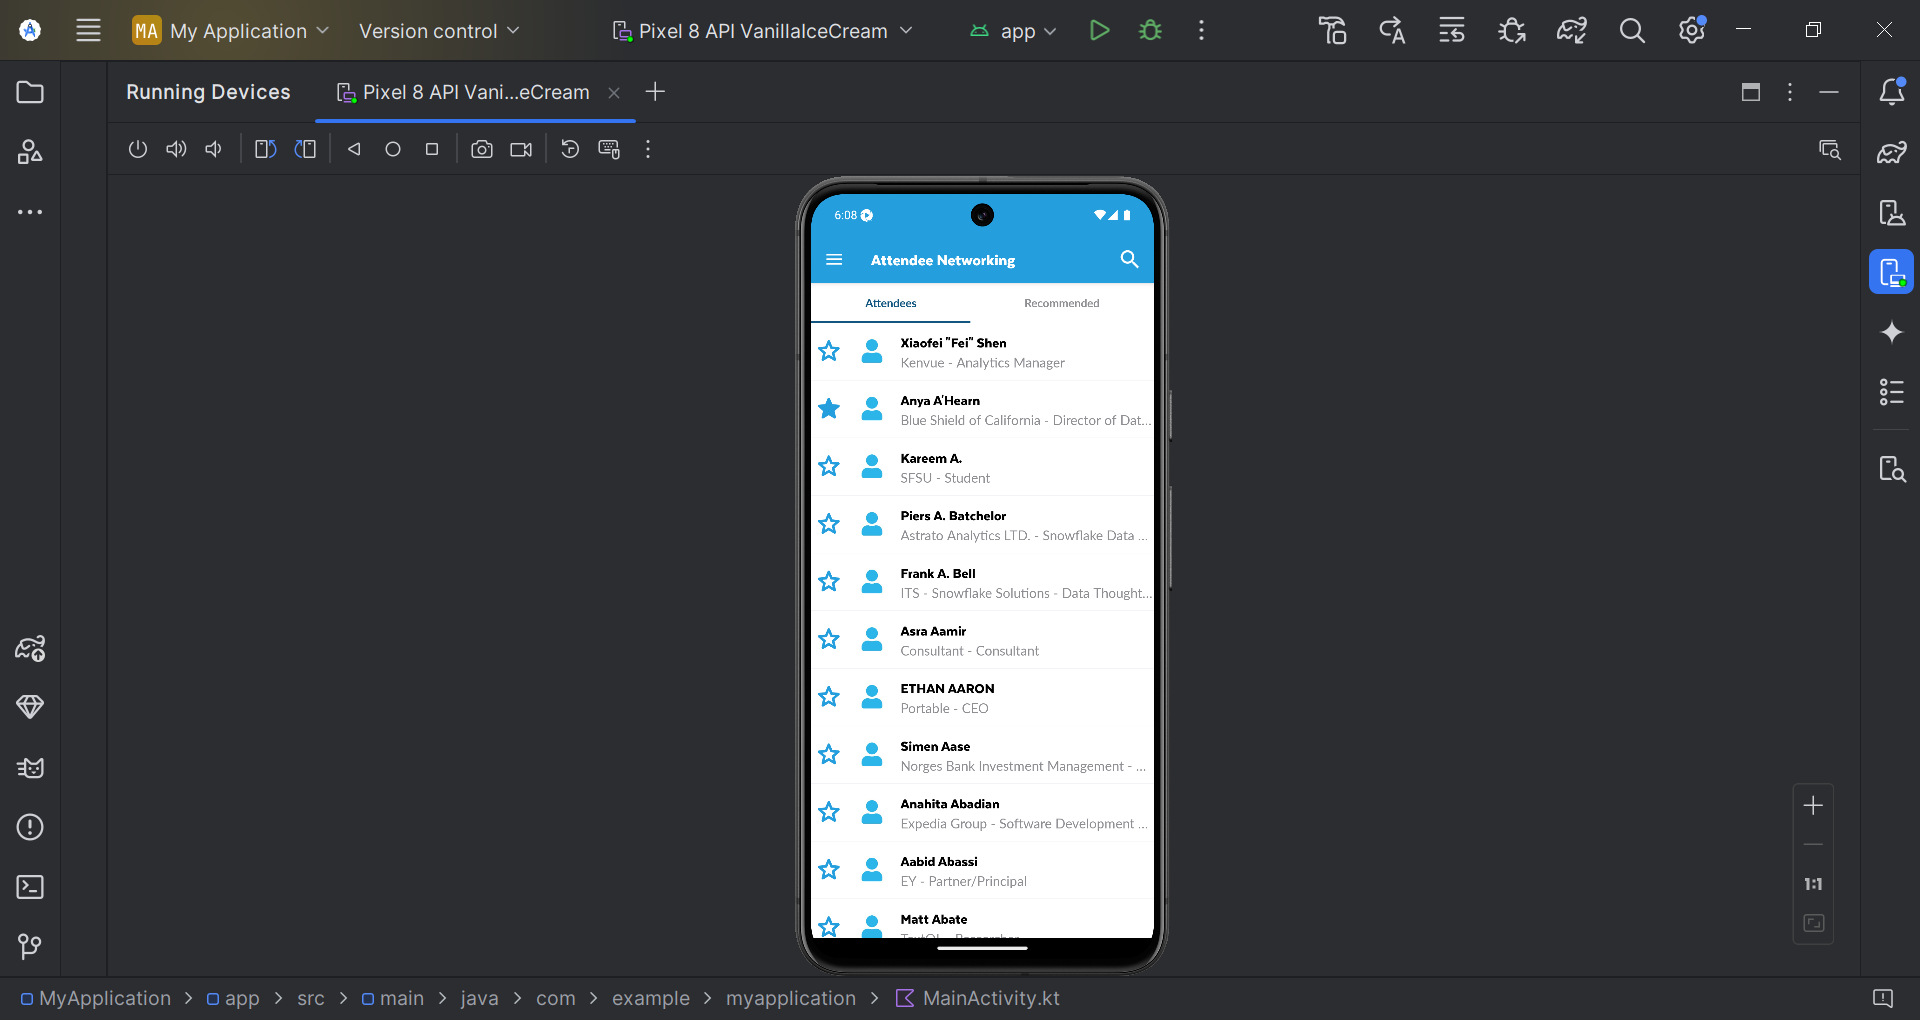 MA My Application Version control Pixel 8 API VanillaIceCream app
Running Devices Pixel 8 API Vani...eCream
6:08
Attendee Networking
Attendees Recommended
Xiaofei "Fei" Shen
Kenvue - Analytics Manager
Anya A'Hearn
Blue Shield of California - Director of Dat...
Kareem A.
SFSU - Student
Piers A. Batchelor
Astrato Analytics LTD. - Snowflake Data ...
Frank A. Bell
ITS - Snowflake Solutions - Data Thought...
Asra Aamir
Consultant - Consultant
ETHAN AARON
Portable - CEO
Simen Aase
Norges Bank Investment Management - ...
Anahita Abadian
Expedia Group - Software Development ...
Aabid Abassi
EY - Partner/Principal
Matt Abate
1:1
MyApplication > app > src > main > java > com > example > myapplication > MainActivity.kt